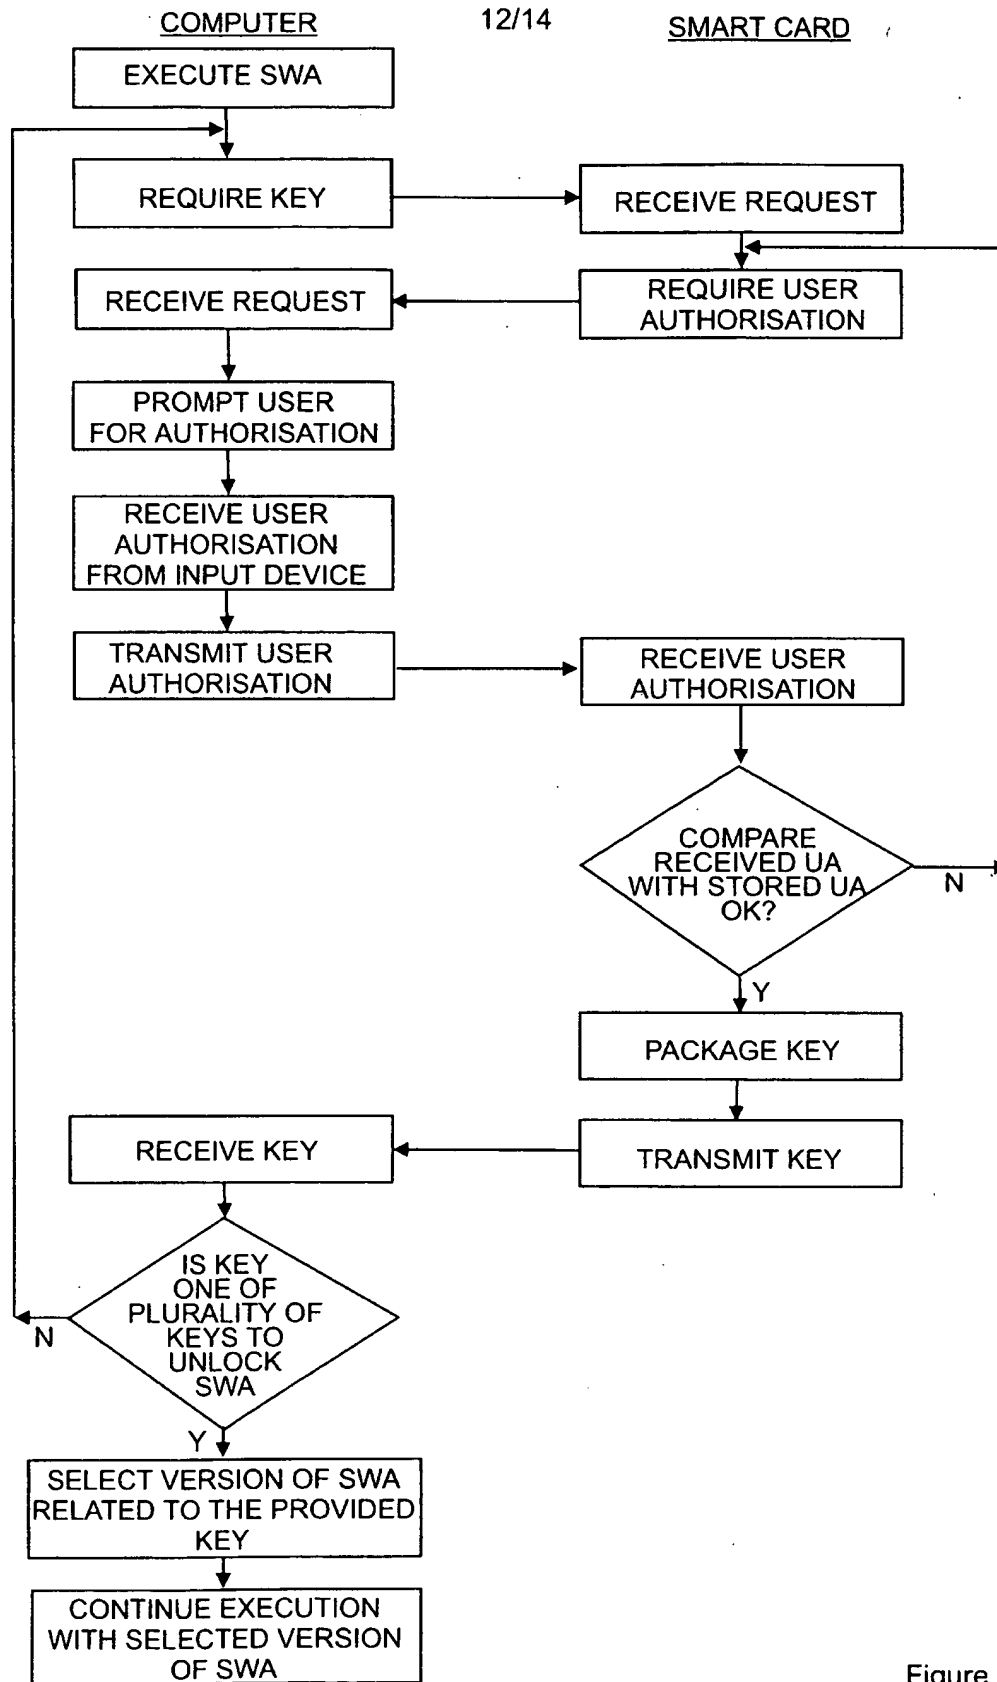 COMPUTER
12/14
SMART CARD
EXECUTE SWA
REQUIRE KEY
RECEIVE REQUEST
REQUIRE USER
AUTHORISATION
RECEIVE REQUEST
PROMPT USER
FOR AUTHORISATION
RECEIVE USER
AUTHORISATION
FROM INPUT DEVICE
TRANSMIT USER
AUTHORISATION
RECEIVE USER
AUTHORISATION
COMPARE
RECEIVED UA
WITH STORED UA
OK?
N
Y
PACKAGE KEY
TRANSMIT KEY
RECEIVE KEY
IS KEY
ONE OF
PLURALITY OF
KEYS TO
UNLOCK
SWA
N
Y
SELECT VERSION OF SWA
RELATED TO THE PROVIDED
KEY
CONTINUE EXECUTION
WITH SELECTED VERSION
OF SWA
Figure